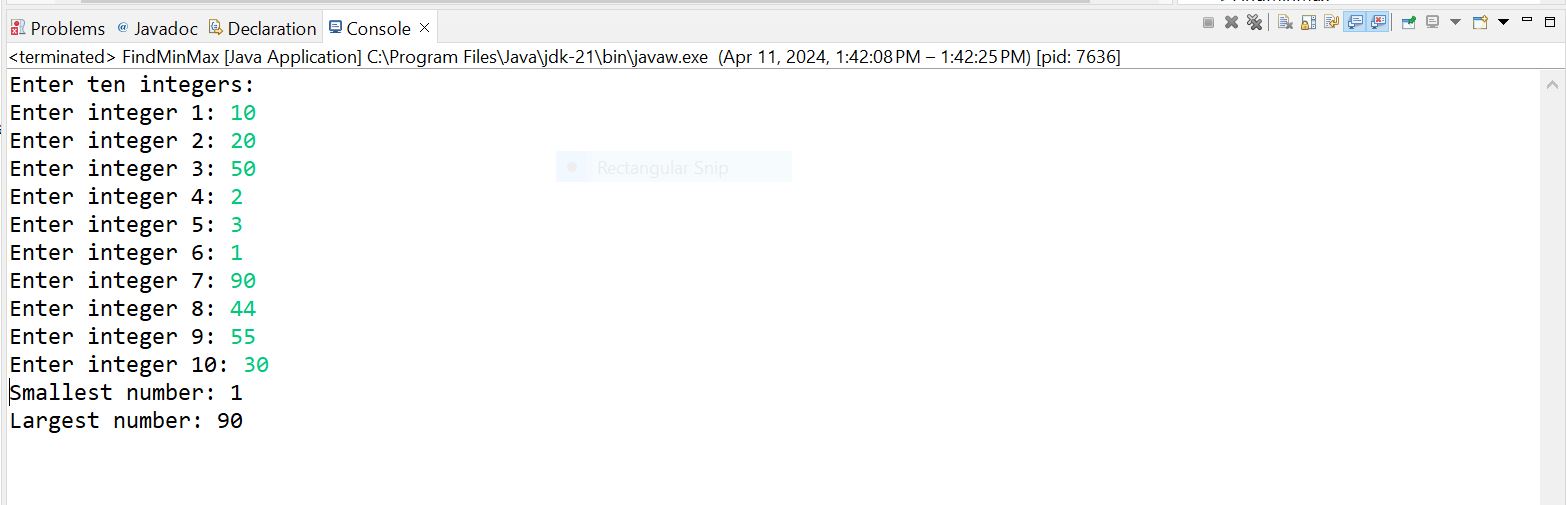 Problems @ Javadoc Declaration Console
<terminated> FindMinMax [Java Application] C:\Program Files\Java\jdk-21\bin\javaw.exe (Apr 11, 2024, 1:42:08 PM – 1:42:25 PM) [pid: 7636]
Enter ten integers:
Enter integer 1: 10
Enter integer 2: 20
Enter integer 3: 50
Rectangular Snip
Enter integer 4: 2
Enter integer 5: 3
Enter integer 6: 1
Enter integer 7: 90
Enter integer 8: 44
Enter integer 9: 55
Enter integer 10: 30
Smallest number: 1
Largest number: 90